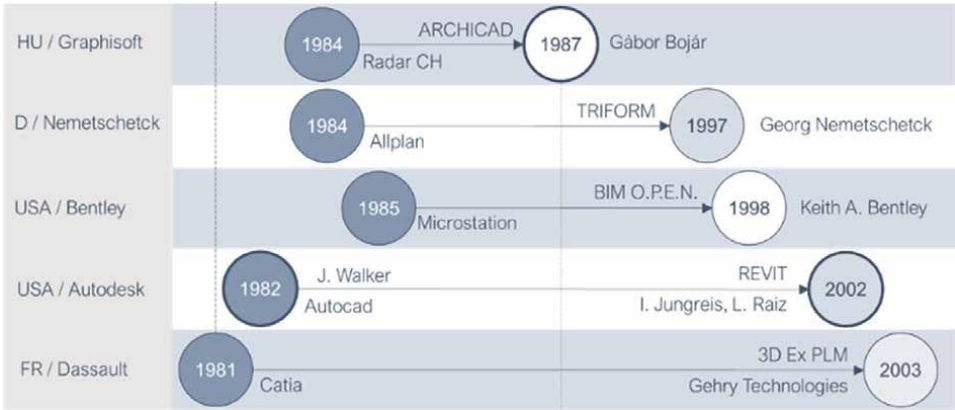 HU / Graphisoft
1984
ARCHICAD
Radar CH
1987
Gábor Bojár
D / Nemetschetck
1984
Allplan
TRIFORM
1997
Georg Nemetschetck
USA / Bentley
1985
Microstation
BIM O.P.E.N.
1998
Keith A. Bentley
USA / Autodesk
1982
J. Walker
Autocad
REVIT
I. Jungreis, L. Raiz
2002
FR / Dassault
1981
Catia
3D Ex PLM
Gehry Technologies
2003